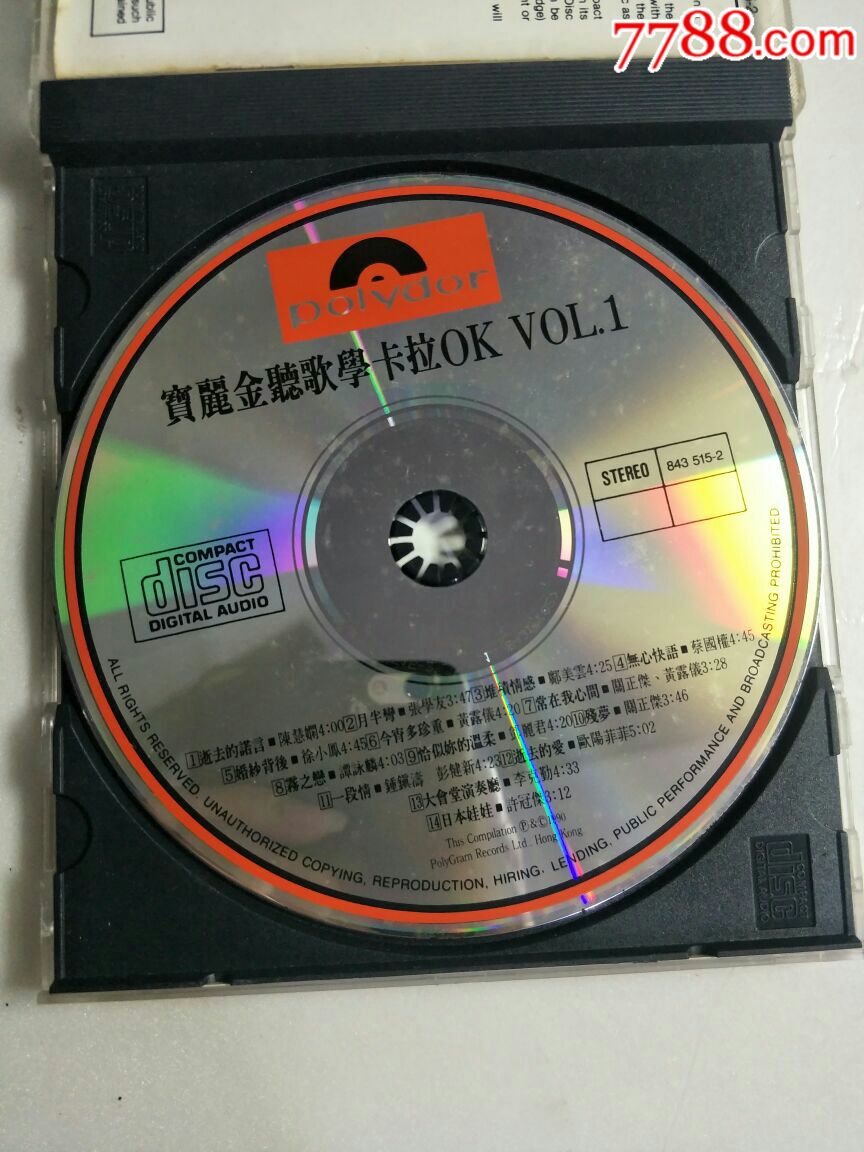 7788.com
polydor
寶麗金聽歌學卡拉OK VOL.1
STEREO 843 515-2
COMPACT
disc
DIGITAL AUDIO
1逝去的諾言·陳慧嫻4:00 2月半彎·張學友3:47 3堆積情感·鄺美雲4:25 4無心快語·蔡國權4:45
5婚紗背後·徐小鳳4:45 6今宵多珍重·黃露儀4:20 7常在我心間·關正傑、黃露儀3:28
8霧之戀·譚詠麟4:03 9恰似妳的溫柔·麗君4:20 10殘夢·關正傑3:46
11一段情·鍾鎮濤 彭健新4:23 12逝去的愛·歐陽菲菲5:02
13大會堂演奏廳·李克勤4:33
14日本娃娃·許冠傑3:12
This Compilation ℗&©1990
PolyGram Records Ltd., Hong Kong
ALL RIGHTS RESERVED. UNAUTHORIZED COPYING, REPRODUCTION, HIRING, LENDING, PUBLIC PERFORMANCE AND BROADCASTING PROHIBITED
COMPACT
disc
DIGITAL AUDIO